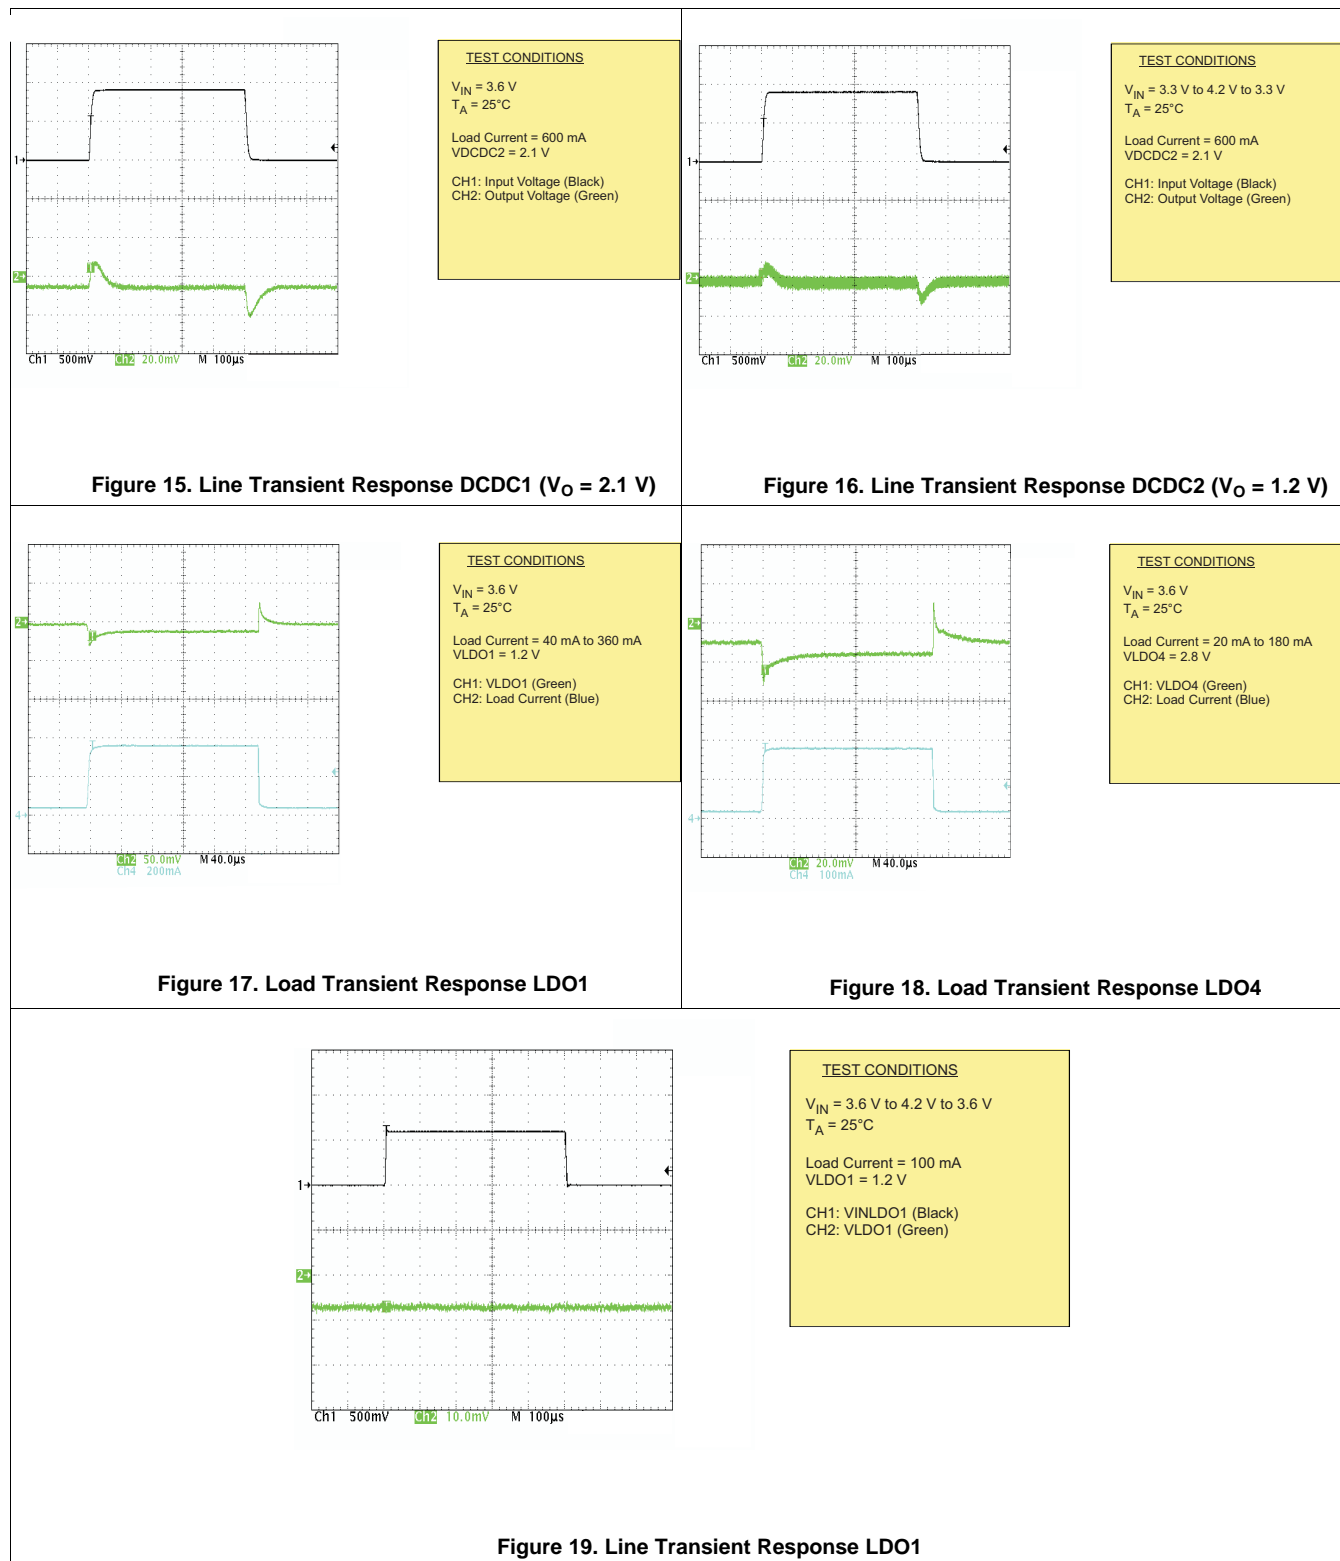 TEST CONDITIONS
VIN = 3.6 V
TA = 25°C
Load Current = 600 mA
VDCDC2 = 2.1 V
CH1: Input Voltage (Black)
CH2: Output Voltage (Green)
1
2
Ch1 500mV Ch2 20.0mV M 100µs
Figure 15. Line Transient Response DCDC1 (VO = 2.1 V)
TEST CONDITIONS
VIN = 3.3 V to 4.2 V to 3.3 V
TA = 25°C
Load Current = 600 mA
VDCDC2 = 2.1 V
CH1: Input Voltage (Black)
CH2: Output Voltage (Green)
1
2
Ch1 500mV Ch2 20.0mV M 100µs
Figure 16. Line Transient Response DCDC2 (VO = 1.2 V)
TEST CONDITIONS
VIN = 3.6 V
TA = 25°C
Load Current = 40 mA to 360 mA
VLDO1 = 1.2 V
CH1: VLDO1 (Green)
CH2: Load Current (Blue)
2
4
Ch2 50.0mV M 40.0µs
Ch4 200mA
Figure 17. Load Transient Response LDO1
TEST CONDITIONS
VIN = 3.6 V
TA = 25°C
Load Current = 20 mA to 180 mA
VLDO4 = 2.8 V
CH1: VLDO4 (Green)
CH2: Load Current (Blue)
2
4
Ch2 20.0mV M 40.0µs
Ch4 100mA
Figure 18. Load Transient Response LDO4
TEST CONDITIONS
VIN = 3.6 V to 4.2 V to 3.6 V
TA = 25°C
Load Current = 100 mA
VLDO1 = 1.2 V
CH1: VINLDO1 (Black)
CH2: VLDO1 (Green)
1
2
Ch1 500mV Ch2 10.0mV M 100µs
Figure 19. Line Transient Response LDO1